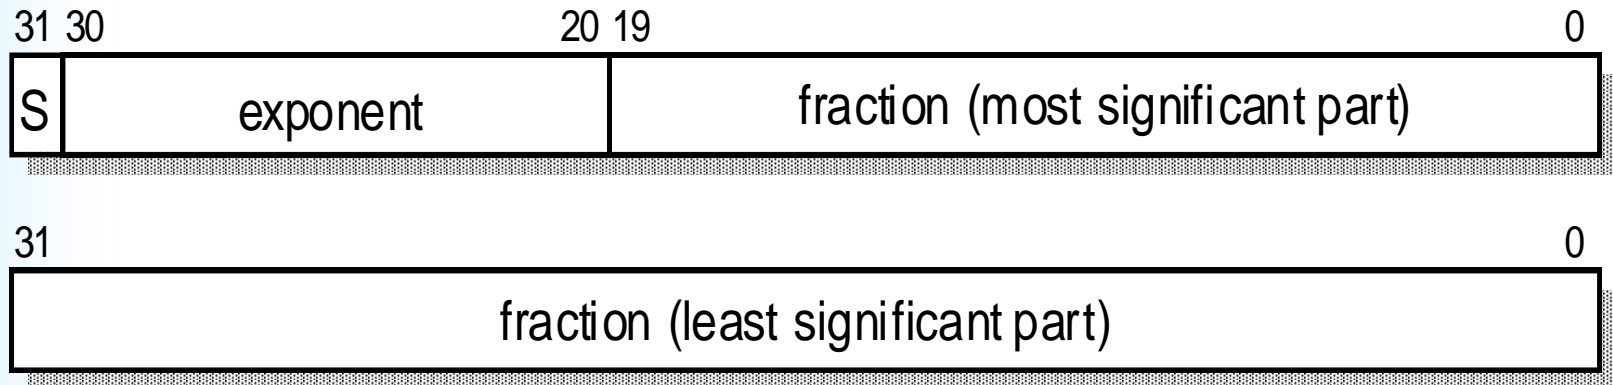 31 30 20 19 0
S exponent fraction (most significant part)
31 0
fraction (least significant part)